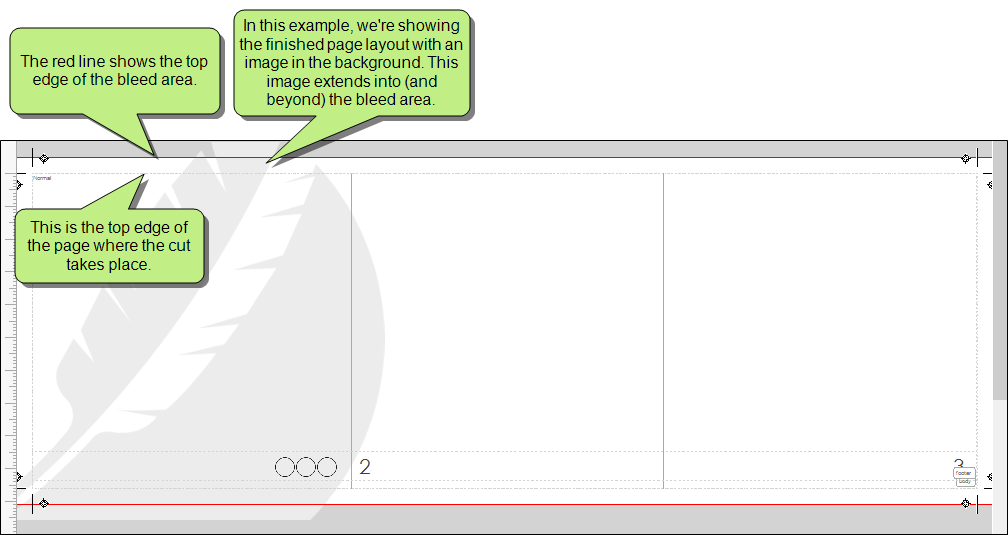 The red line shows the top
edge of the bleed area.
In this example, we're showing
the finished page layout with an
image in the background. This
image extends into (and
beyond) the bleed area.
Normal
This is the top edge of
the page where the cut
takes place.
2
3
footer
body